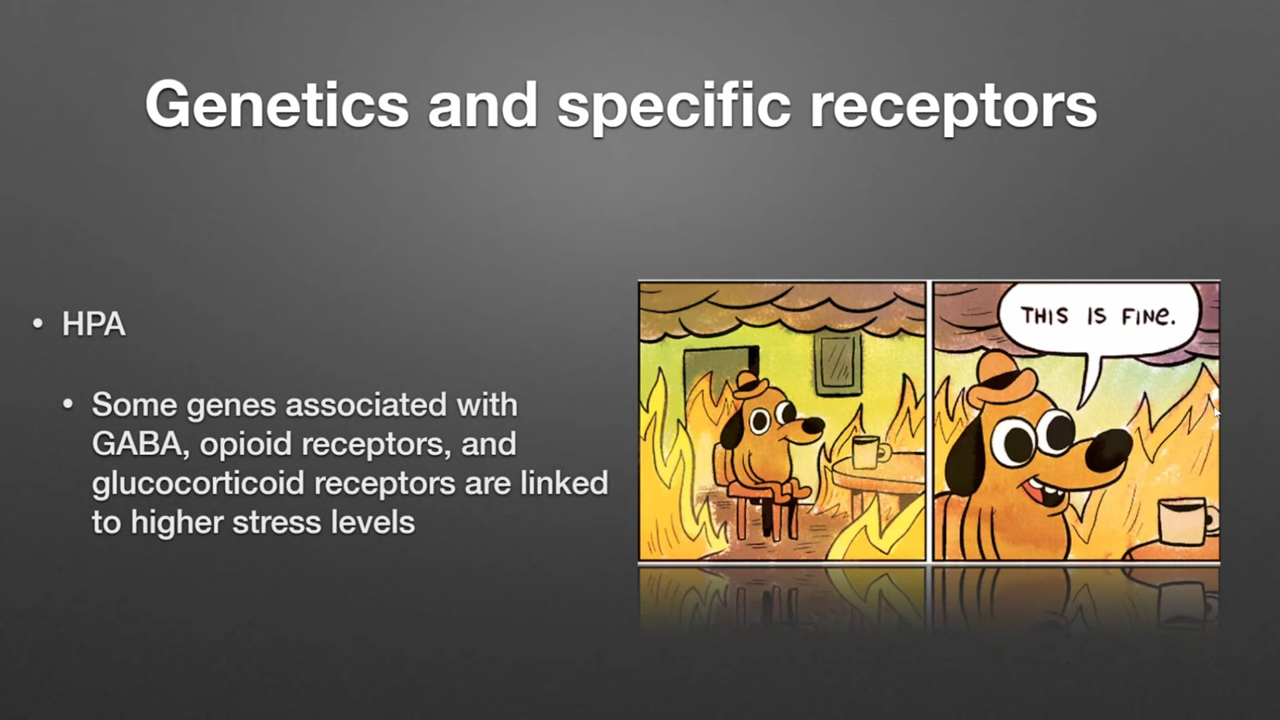 Genetics and specific receptors
• HPA
• Some genes associated with
GABA, opioid receptors, and
glucocorticoid receptors are linked
to higher stress levels
THIS IS FINE.